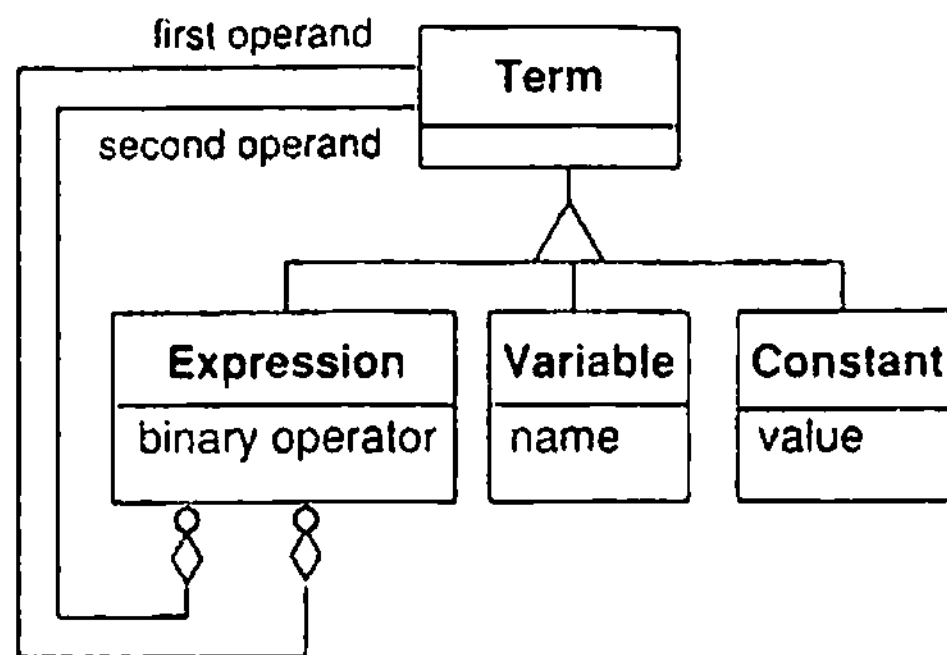 first operand
Term
second operand
Expression
Variable
Constant
binary operator
name
value